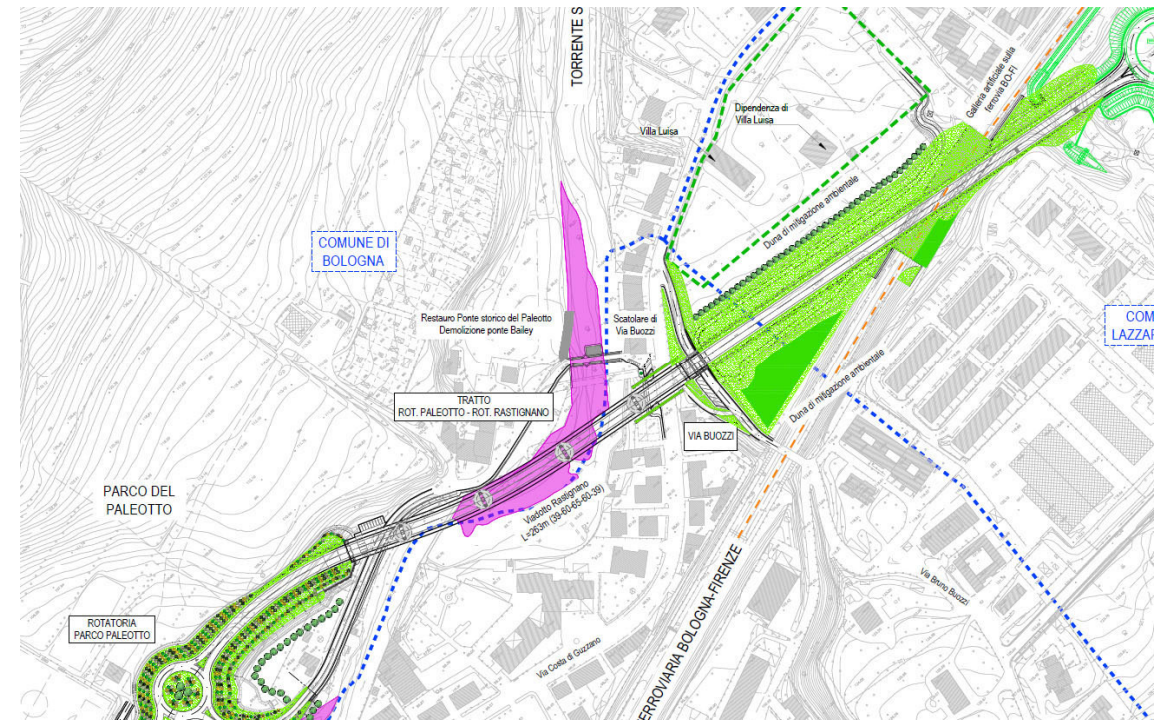 TORRENTE S
Galleria artificiale sulla
ferrovia BO-FI
Dipendenza di
Villa Luisa
Villa Luisa
Duna di mitigazione ambientale
COMUNE DI
BOLOGNA
Restauro Ponte storico del Paleotto
Demolizione ponte Bailey
Scatolare di
Via Buozzi
COM
LAZZAR
Duna di mitigazione ambientale
TRATTO
ROT. PALEOTTO - ROT. RASTIGNANO
VIA BUOZZI
PARCO DEL
PALEOTTO
Viadotto Rastignano
L=263m (39-60-65-60-39)
Via Bruno Buozzi
ROTATORIA
PARCO PALEOTTO
Via Costa di Guzzano
FERROVIARIA BOLOGNA-FIRENZE